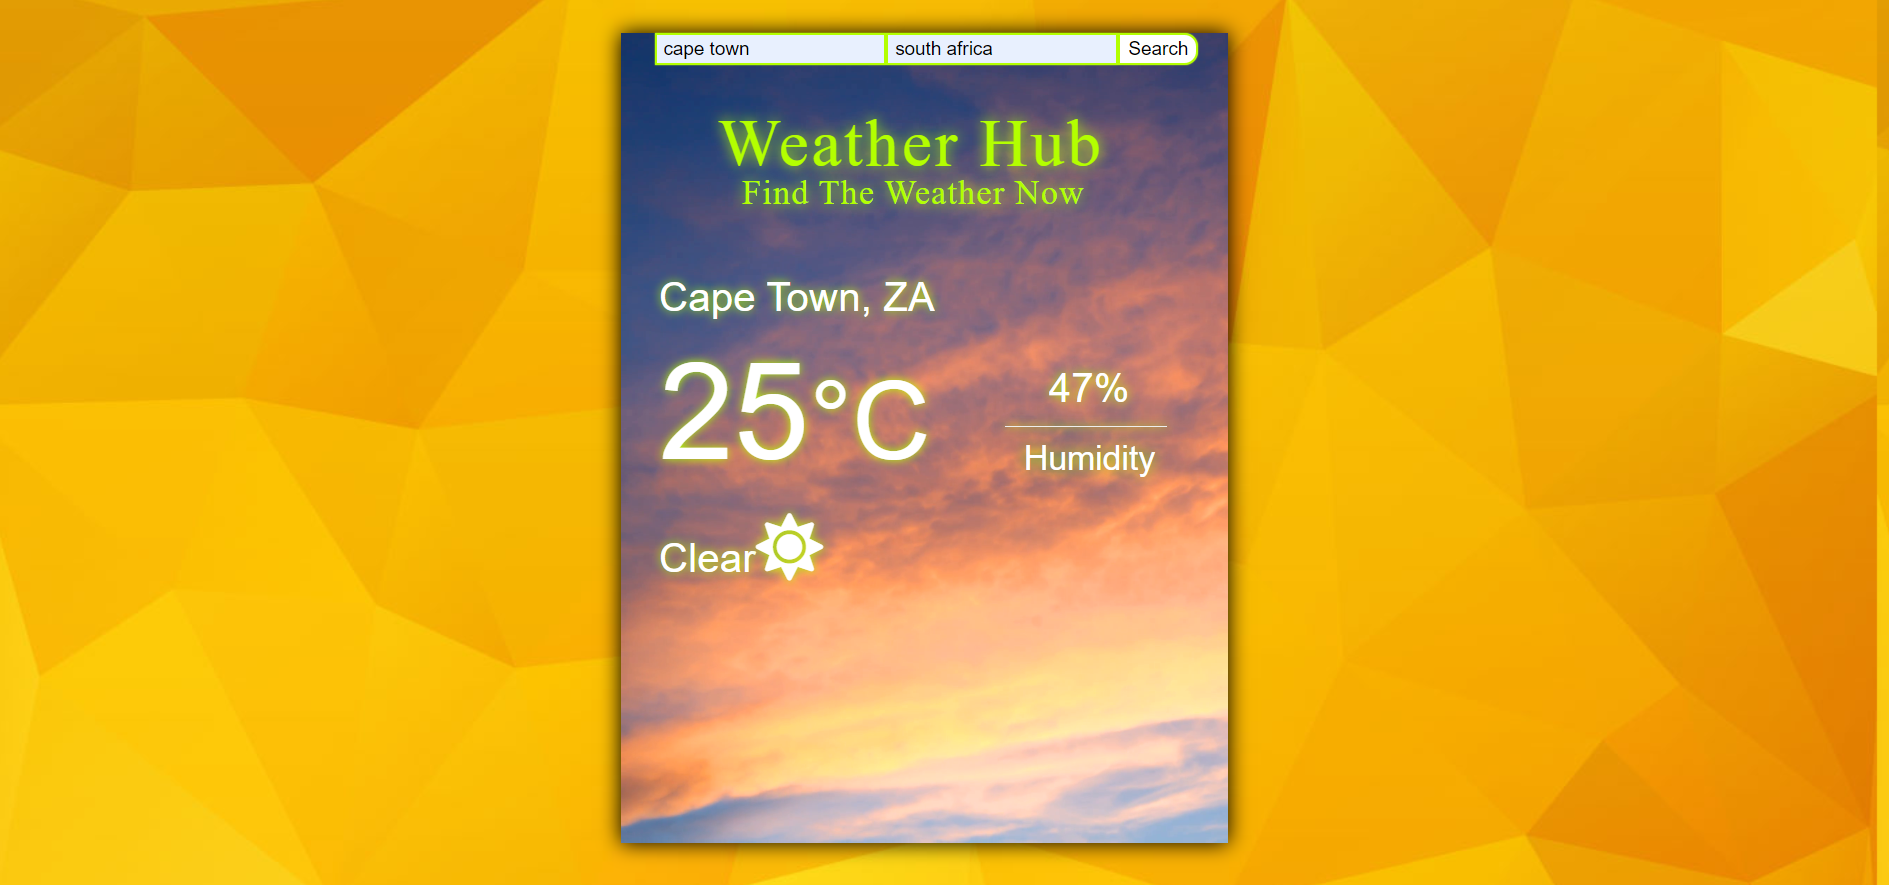 cape town south africa Search
Weather Hub
Find The Weather Now
Cape Town, ZA
25°C
47%
Humidity
Clear